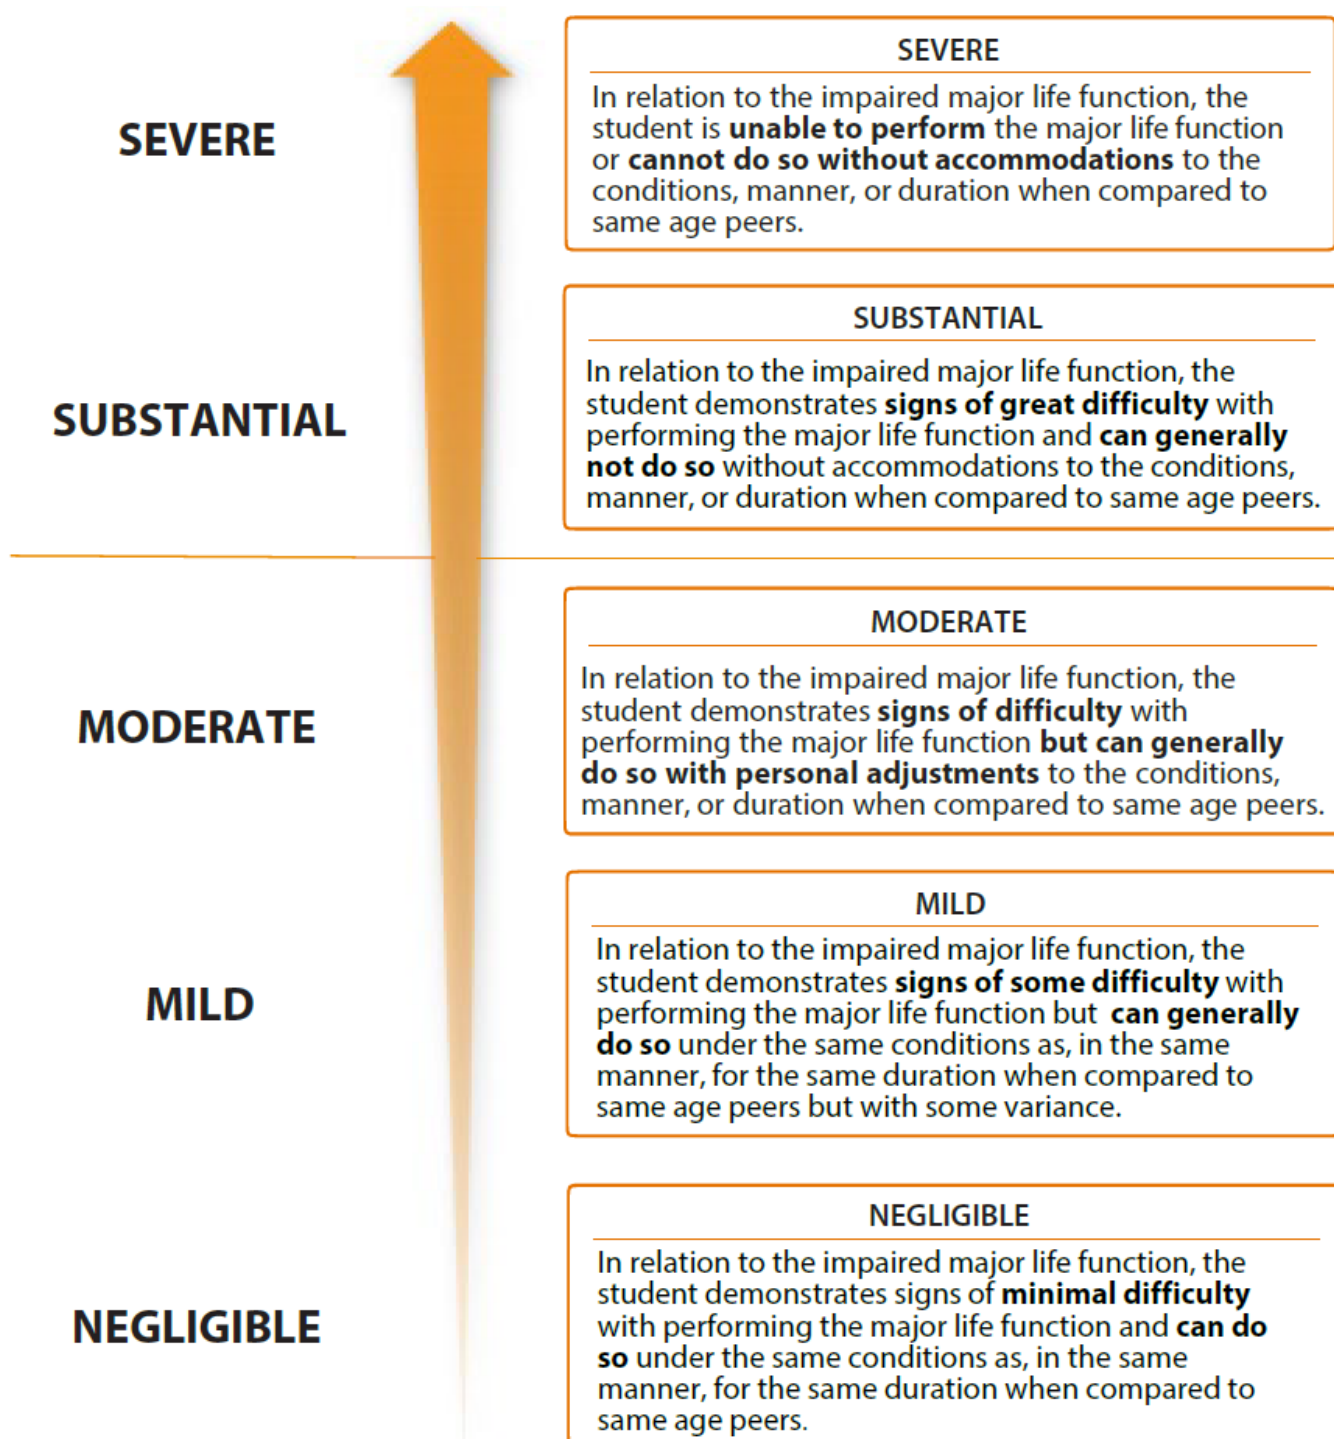 SEVERE
SEVERE
In relation to the impaired major life function, the
student is unable to perform the major life function
or cannot do so without accommodations to the
conditions, manner, or duration when compared to
same age peers.
SUBSTANTIAL
SUBSTANTIAL
In relation to the impaired major life function, the
student demonstrates signs of great difficulty with
performing the major life function and can generally
not do so without accommodations to the conditions,
manner, or duration when compared to same age peers.
MODERATE
MODERATE
In relation to the impaired major life function, the
student demonstrates signs of difficulty with
performing the major life function but can generally
do so with personal adjustments to the conditions,
manner, or duration when compared to same age peers.
MILD
MILD
In relation to the impaired major life function, the
student demonstrates signs of some difficulty with
performing the major life function but can generally
do so under the same conditions as, in the same
manner, for the same duration when compared to
same age peers but with some variance.
NEGLIGIBLE
NEGLIGIBLE
In relation to the impaired major life function, the
student demonstrates signs of minimal difficulty
with performing the major life function and can do
so under the same conditions as, in the same
manner, for the same duration when compared to
same age peers.